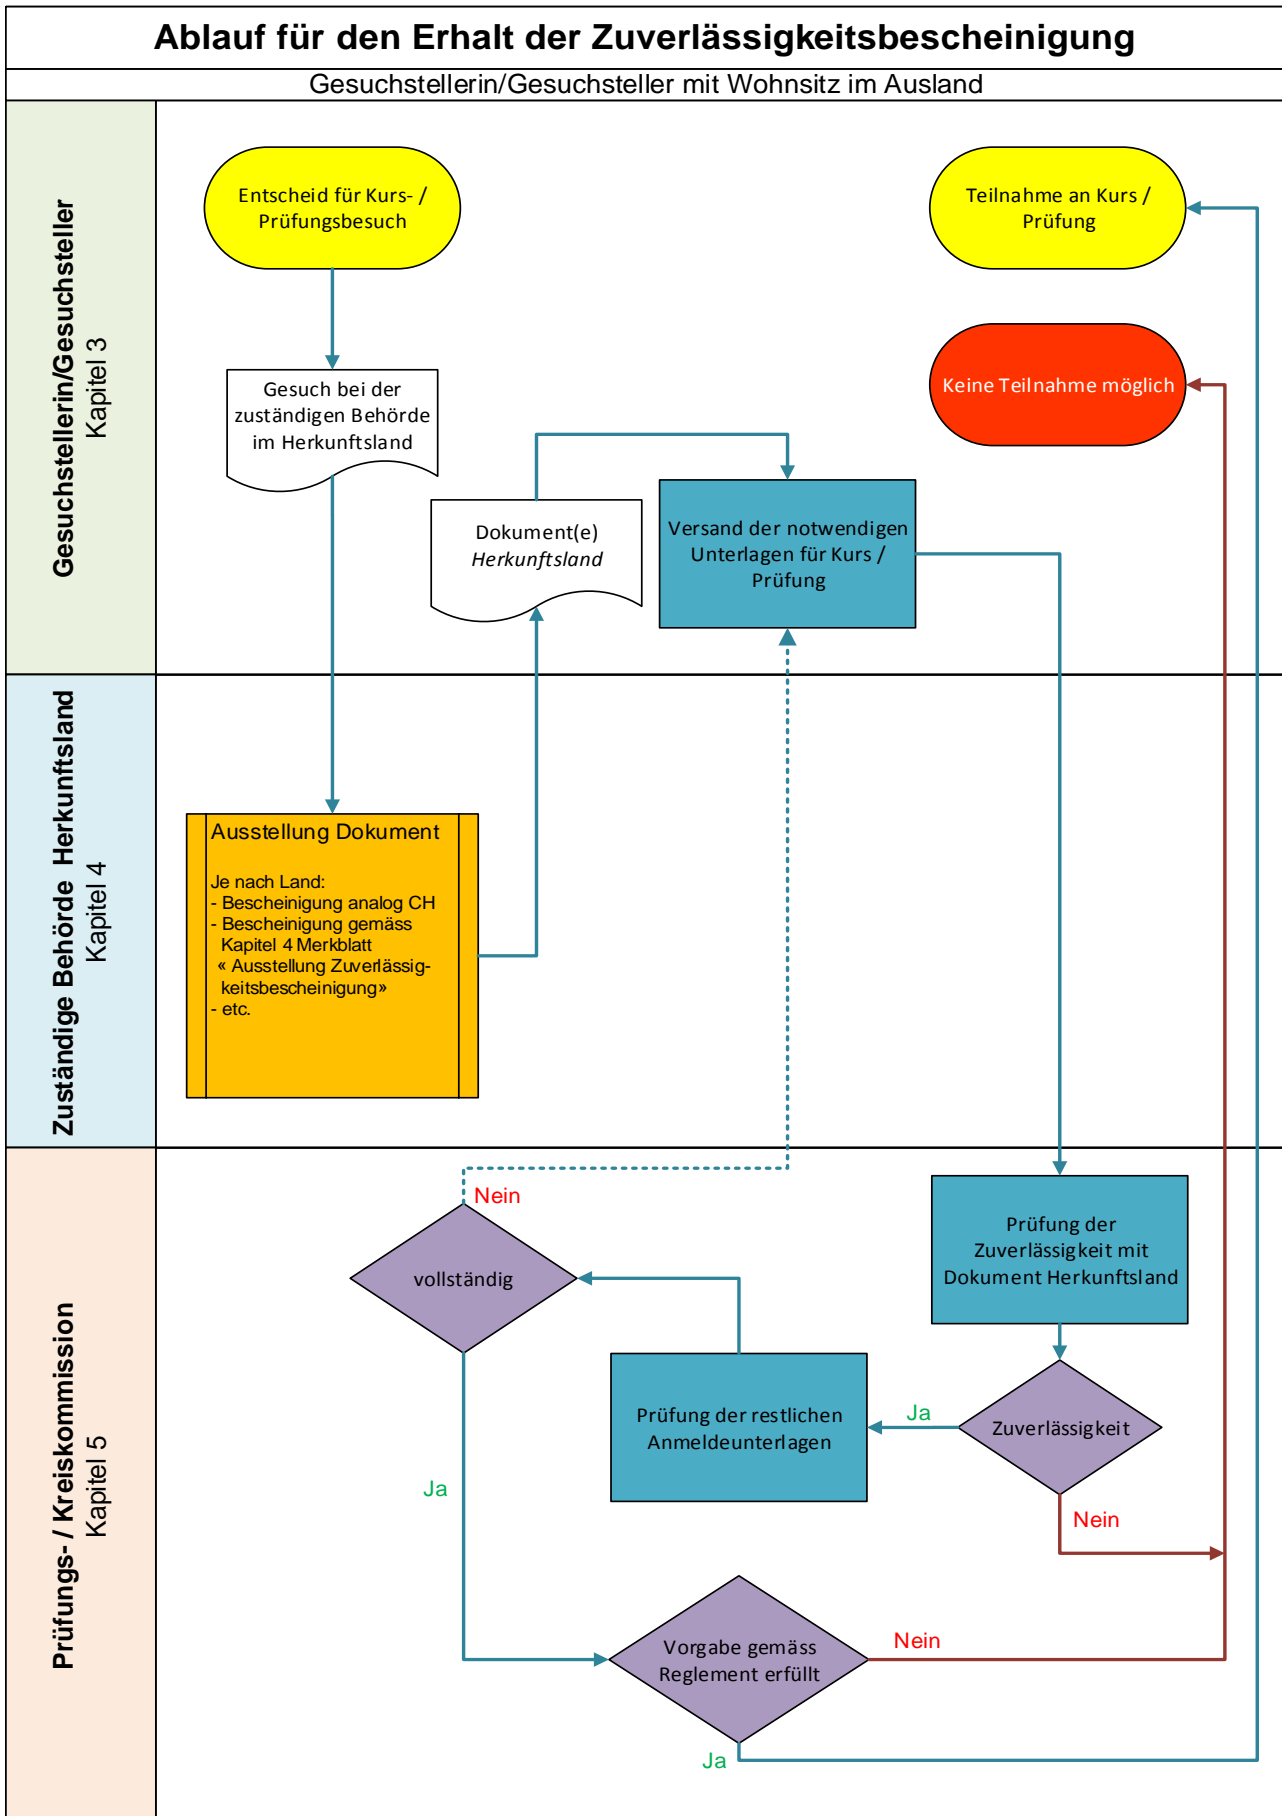 Ablauf für den Erhalt der Zuverlässigkeitsbescheinigung
Gesuchstellerin/Gesuchsteller mit Wohnsitz im Ausland
Gesuchstellerin/Gesuchsteller
Kapitel 3
Entscheid für Kurs- /
Prüfungsbesuch
Teilnahme an Kurs /
Prüfung
Keine Teilnahme möglich
Gesuch bei der
zuständigen Behörde
im Herkunftsland
Dokument(e)
Herkunftsland
Versand der notwendigen
Unterlagen für Kurs /
Prüfung
Zuständige Behörde  Herkunftsland
Kapitel 4
Ausstellung Dokument
Je nach Land:
- Bescheinigung analog CH
- Bescheinigung gemäss
Kapitel 4 Merkblatt
« Ausstellung Zuverlässig-
keitsbescheinigung»
- etc.
Prüfungs- / Kreiskommission
Kapitel 5
Nein
vollständig
Prüfung der
Zuverlässigkeit mit
Dokument Herkunftsland
Prüfung der restlichen
Anmeldeunterlagen
Ja
Zuverlässigkeit
Ja
Nein
Vorgabe gemäss
Reglement erfüllt
Nein
Ja